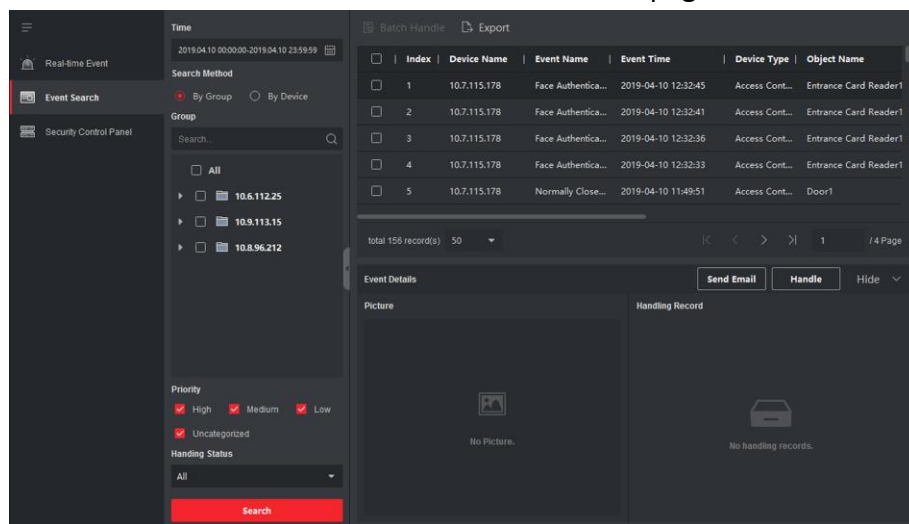 page
Real-time Event
Event Search
Security Control Panel
Time
2019.04.10 00:00:00-2019.04.10 23:59:59
Search Method
By Group By Device
Group
Search..
All
10.6.112.25
10.9.113.15
10.8.96.212
Priority
High Medium Low
Uncategorized
Handing Status
All
Search
Batch Handle Export
Index Device Name Event Name Event Time Device Type Object Name
1 10.7.115.178 Face Authentica... 2019-04-10 12:32:45 Access Cont... Entrance Card Reader1
2 10.7.115.178 Face Authentica... 2019-04-10 12:32:41 Access Cont... Entrance Card Reader1
3 10.7.115.178 Face Authentica... 2019-04-10 12:32:36 Access Cont... Entrance Card Reader1
4 10.7.115.178 Face Authentica... 2019-04-10 12:32:33 Access Cont... Entrance Card Reader1
5 10.7.115.178 Normally Close... 2019-04-10 11:49:51 Access Cont... Door1
total 156 record(s) 50 1 / 4 Page
Event Details Send Email Handle Hide
Picture Handling Record
No Picture.
No handling records.